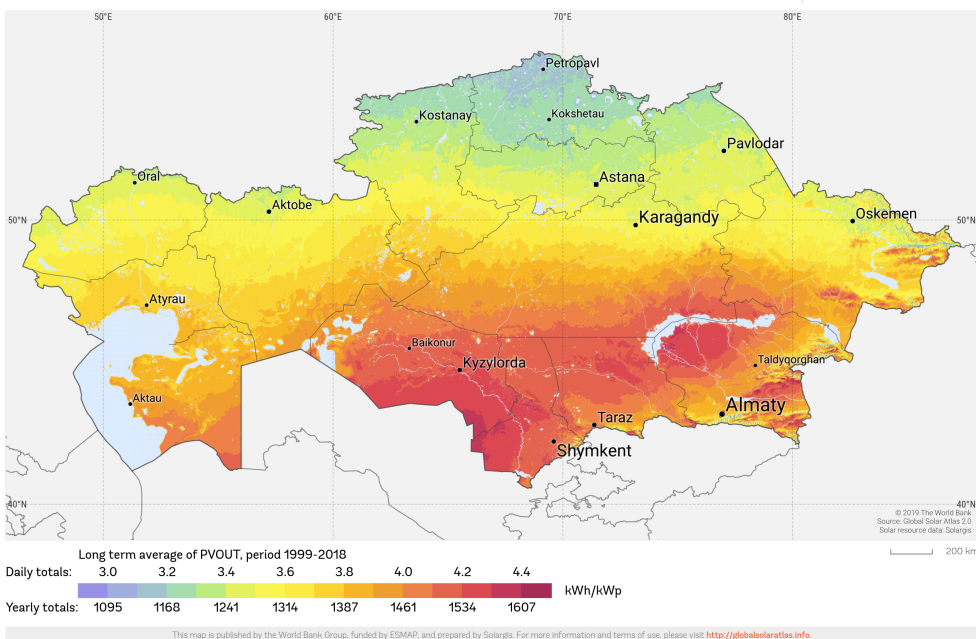 50°E 60°E 70°E 80°E
Petropavl
Kostanay
Kokshetau
Pavlodar
Oral
Astana
Aktobe
Karagandy
Oskemen
50°N 50°N
Atyrau
Baikonur
Kyzylorda
Taldyqorghan
Aktau
Almaty
Taraz
Shymkent
40°N 40°N
© 2019 The World Bank
Source: Global Solar Atlas 2.0
Solar resource data: Solargis
200 km
Long term average of PVOUT, period 1999-2018
Daily totals: 3.0 3.2 3.4 3.6 3.8 4.0 4.2 4.4
kWh/kWp
Yearly totals: 1095 1168 1241 1314 1387 1461 1534 1607
This map is published by the World Bank Group, funded by ESMAP, and prepared by Solargis. For more information and terms of use, please visit http://globalsolaratlas.info.